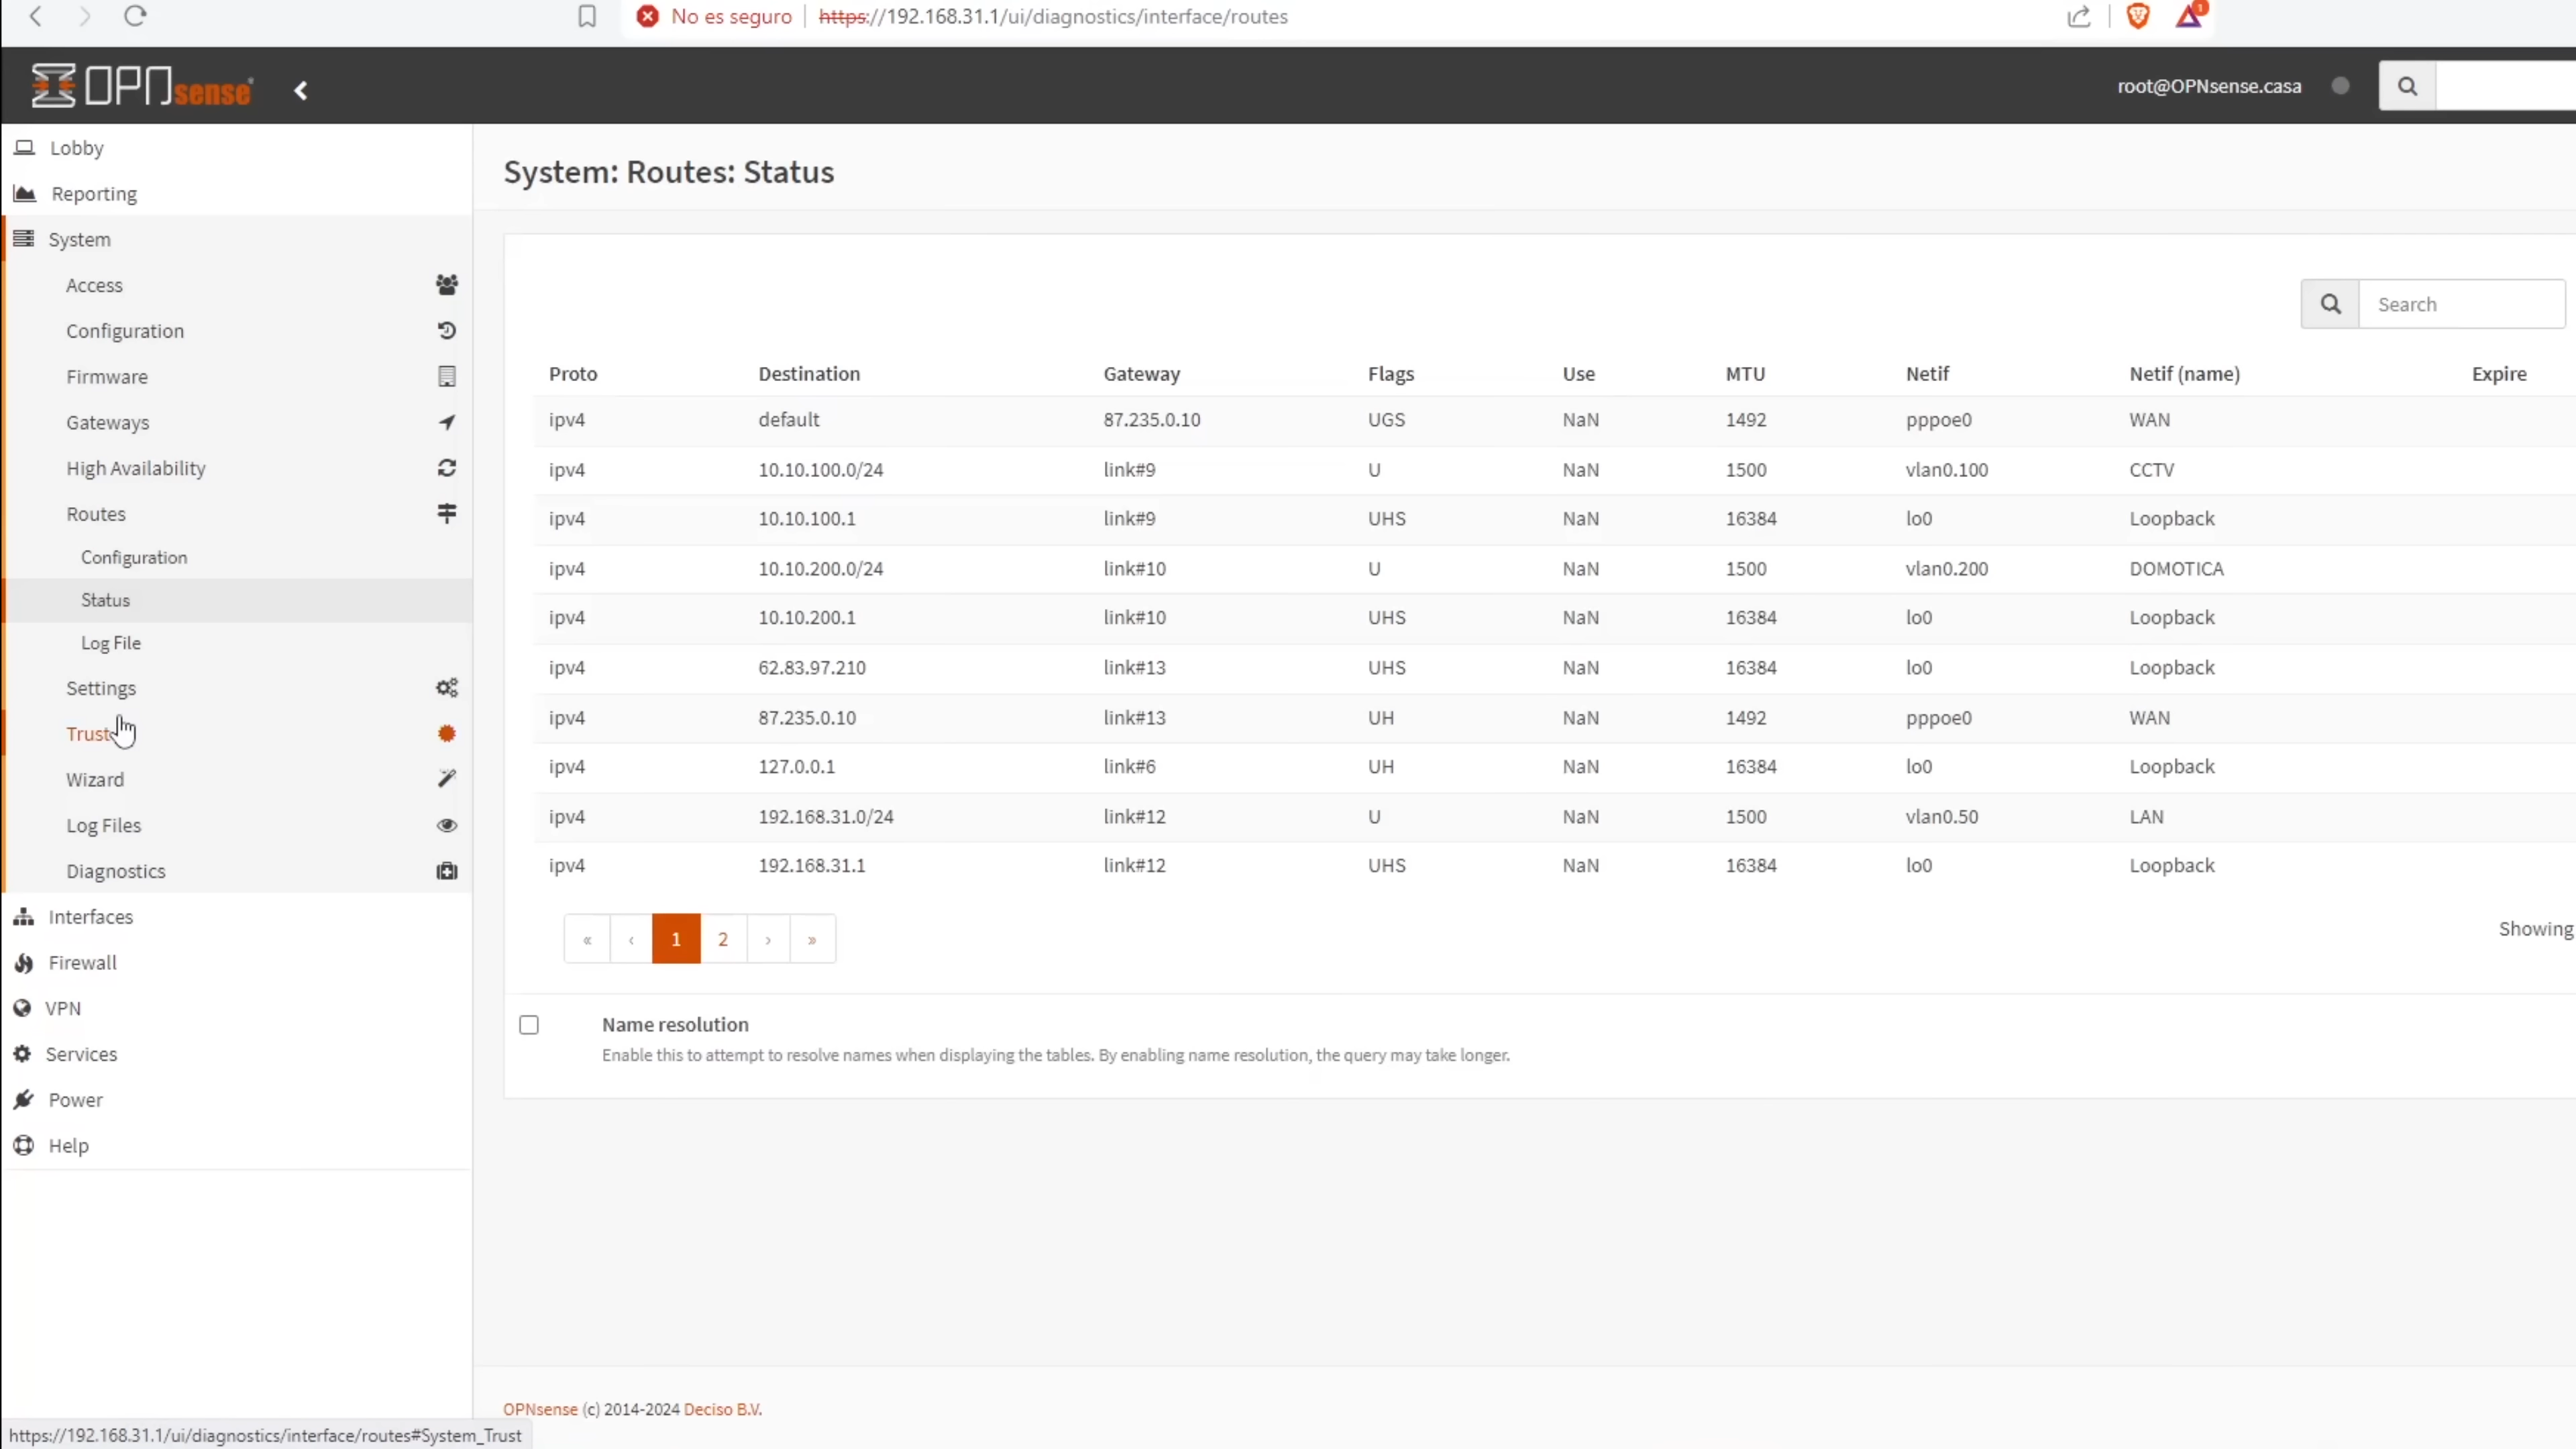 No es seguro https://192.168.31.1/ui/diagnostics/interface/routes 1
OPNsense root@OPNsense.casa
Lobby
Reporting
System
Access
Configuration
Firmware
Gateways
High Availability
Routes
Configuration
Status
Log File
Settings
Trust
Wizard
Log Files
Diagnostics
Interfaces
Firewall
VPN
Services
Power
Help
System: Routes: Status
Search
Proto Destination Gateway Flags Use MTU Netif Netif (name) Expire
ipv4 default 87.235.0.10 UGS NaN 1492 pppoe0 WAN
ipv4 10.10.100.0/24 link#9 U NaN 1500 vlan0.100 CCTV
ipv4 10.10.100.1 link#9 UHS NaN 16384 lo0 Loopback
ipv4 10.10.200.0/24 link#10 U NaN 1500 vlan0.200 DOMOTICA
ipv4 10.10.200.1 link#10 UHS NaN 16384 lo0 Loopback
ipv4 62.83.97.210 link#13 UHS NaN 16384 lo0 Loopback
ipv4 87.235.0.10 link#13 UH NaN 1492 pppoe0 WAN
ipv4 127.0.0.1 link#6 UH NaN 16384 lo0 Loopback
ipv4 192.168.31.0/24 link#12 U NaN 1500 vlan0.50 LAN
ipv4 192.168.31.1 link#12 UHS NaN 16384 lo0 Loopback
« ‹ 1 2 › » Showing
Name resolution
Enable this to attempt to resolve names when displaying the tables. By enabling name resolution, the query may take longer.
OPNsense (c) 2014-2024 Deciso B.V.
https://192.168.31.1/ui/diagnostics/interface/routes#System_Trust